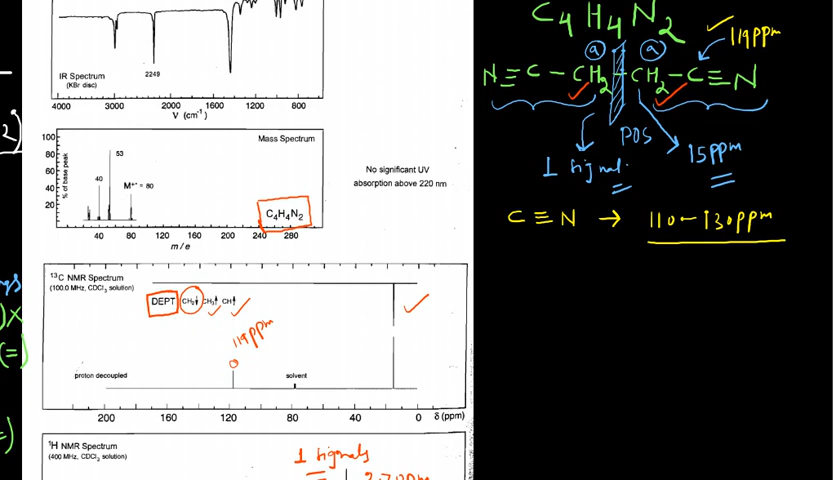 IR Spectrum
(KBr disc)
2249
4000 3000 2000 1600 1200 800
V (cm⁻¹)
Mass Spectrum
100
80
60
40
20
% of base peak
40
53
M⁺˙ = 80
C₄H₄N₂
40 80 120 160 200 240 280
m / e
No significant UV
absorption above 220 nm
¹³C NMR Spectrum
(100.0 MHz, CDCl₃ solution)
DEPT CH₂↓ CH₃↑ CH↑
119ppm
proton decoupled
solvent
200 160 120 80 40 0 δ (ppm)
¹H NMR Spectrum
(400 MHz, CDCl₃ solution)
1 signals
C₄H₄N₂
119ppm
a a
N≡C – CH₂ – CH₂ – C≡N
POS
1 signal.
15ppm
C≡N → 110–130ppm
2)
)X
(=)
=)